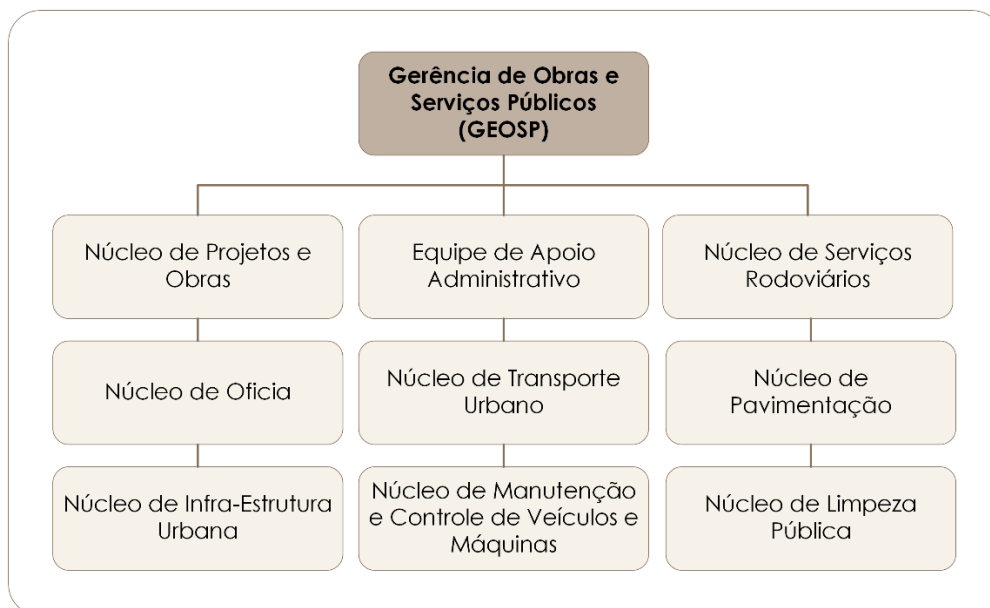 Gerência de Obras e
Serviços Públicos
(GEOSP)
Núcleo de Projetos e
Obras
Equipe de Apoio
Administrativo
Núcleo de Serviços
Rodoviários
Núcleo de Oficia
Núcleo de Transporte
Urbano
Núcleo de
Pavimentação
Núcleo de Infra-Estrutura
Urbana
Núcleo de Manutenção
e Controle de Veículos e
Máquinas
Núcleo de Limpeza
Pública